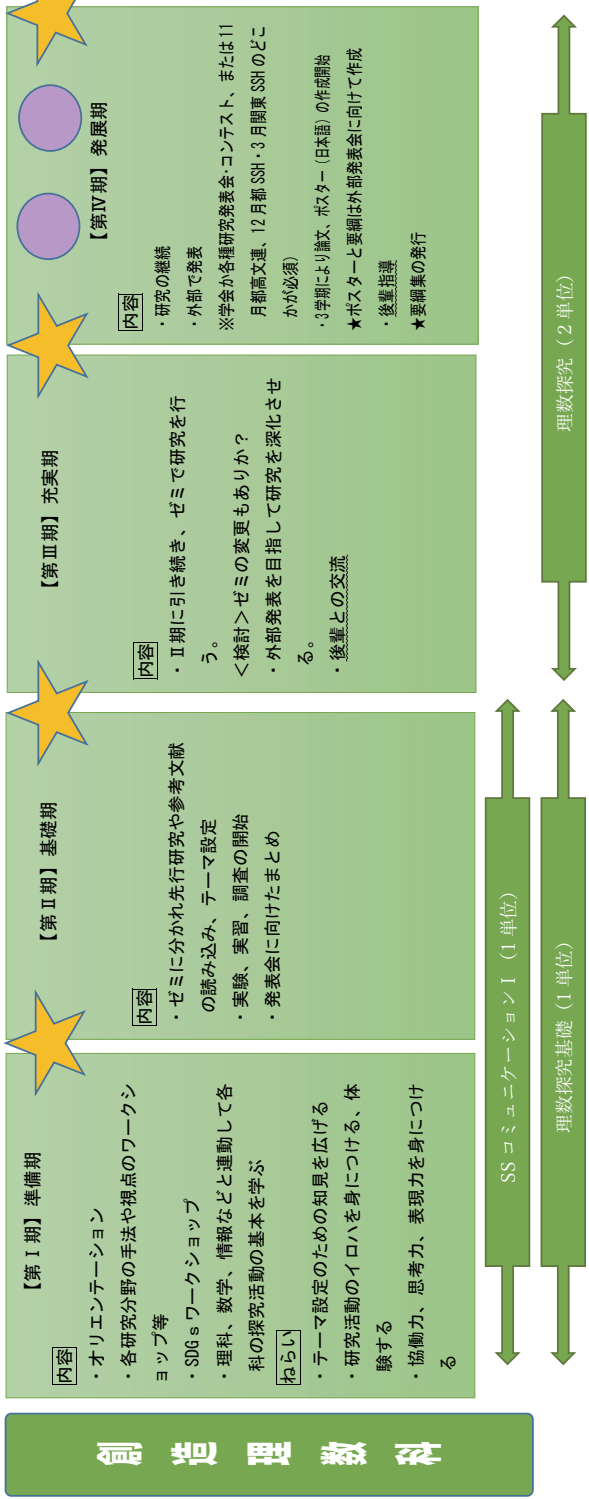 創造理数科
【第Ⅰ期】準備期
内容
・オリエンテーション
・各研究分野の手法や視点のワークシ
ョップ等
・SDGsワークショップ
・理科、数学、情報などと連動して各
科の探究活動の基本を学ぶ
ねらい
・テーマ設定のための知見を広げる
・研究活動のイロハを身につける、体
験する
・協働力、思考力、表現力を身につけ
る
【第Ⅱ期】基礎期
内容
・ゼミに分かれ先行研究や参考文献
の読み込み、テーマ設定
・実験、実習、調査の開始
・発表会に向けたまとめ
【第Ⅲ期】充実期
内容
・Ⅱ期に引き続き、ゼミで研究を行
う。
＜検討＞ゼミの変更もありか？
・外部発表を目指して研究を深化させ
る。
・後輩との交流
【第Ⅳ期】発展期
内容
・研究の継続
・外部で発表
※学会か各種研究発表会・コンテスト、または11
月都高文連、12月都SSH・3月関東SSHのどこ
かが必須）
・3学期により論文、ポスター（日本語）の作成開始
★ポスターと要綱は外部発表会に向けて作成
・後輩指導
★要綱集の発行
SSコミュニケーションⅠ（1単位）
理数探究基礎（1単位）
理数探究（2単位）